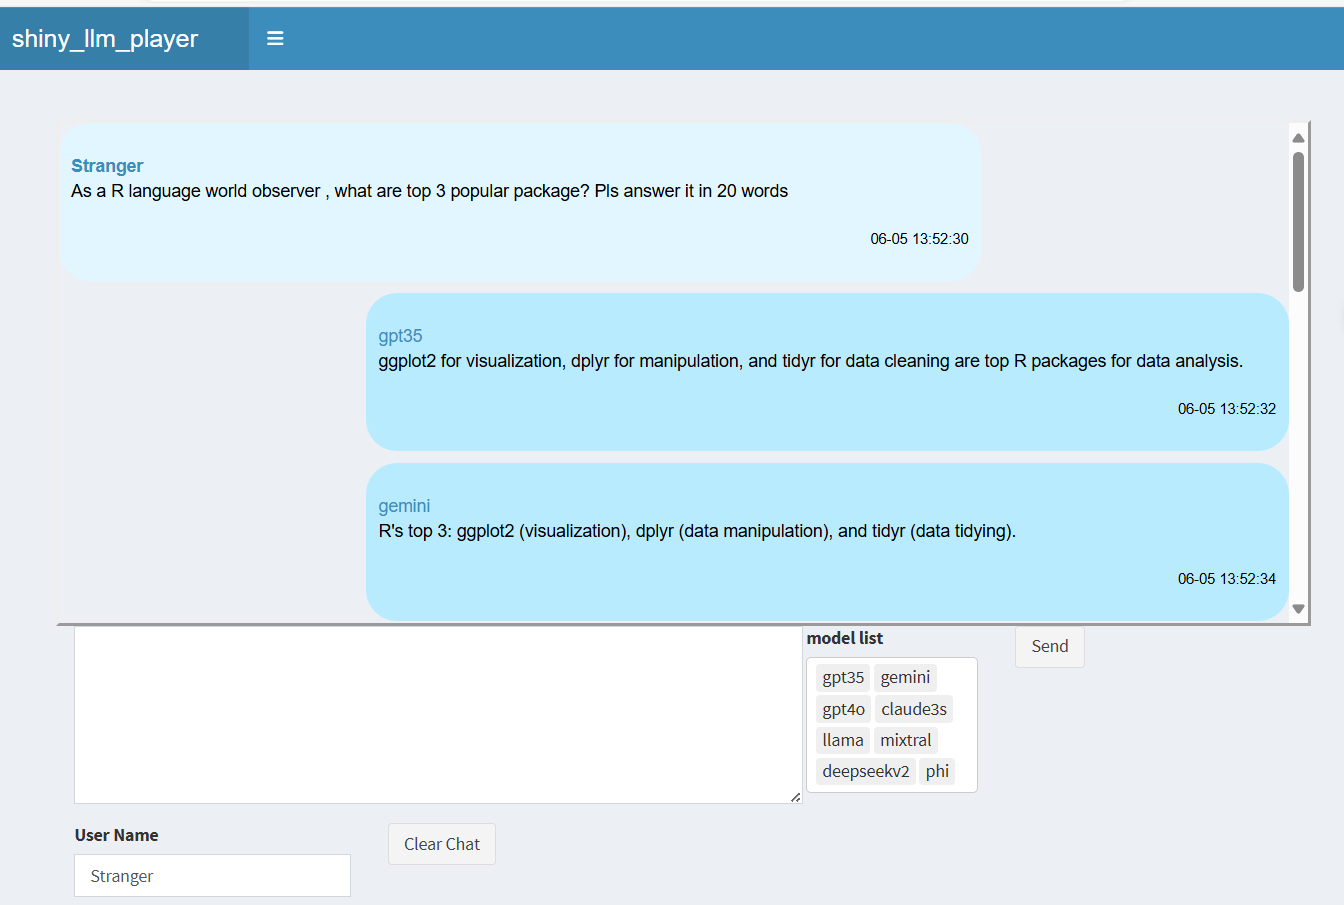 shiny_llm_player
Stranger
As a R language world observer , what are top 3 popular package? Pls answer it in 20 words
06-05 13:52:30
gpt35
ggplot2 for visualization, dplyr for manipulation, and tidyr for data cleaning are top R packages for data analysis.
06-05 13:52:32
gemini
R's top 3: ggplot2 (visualization), dplyr (data manipulation), and tidyr (data tidying).
06-05 13:52:34
model list
gpt35 gemini
gpt4o claude3s
llama mixtral
deepseekv2 phi
Send
User Name
Stranger
Clear Chat